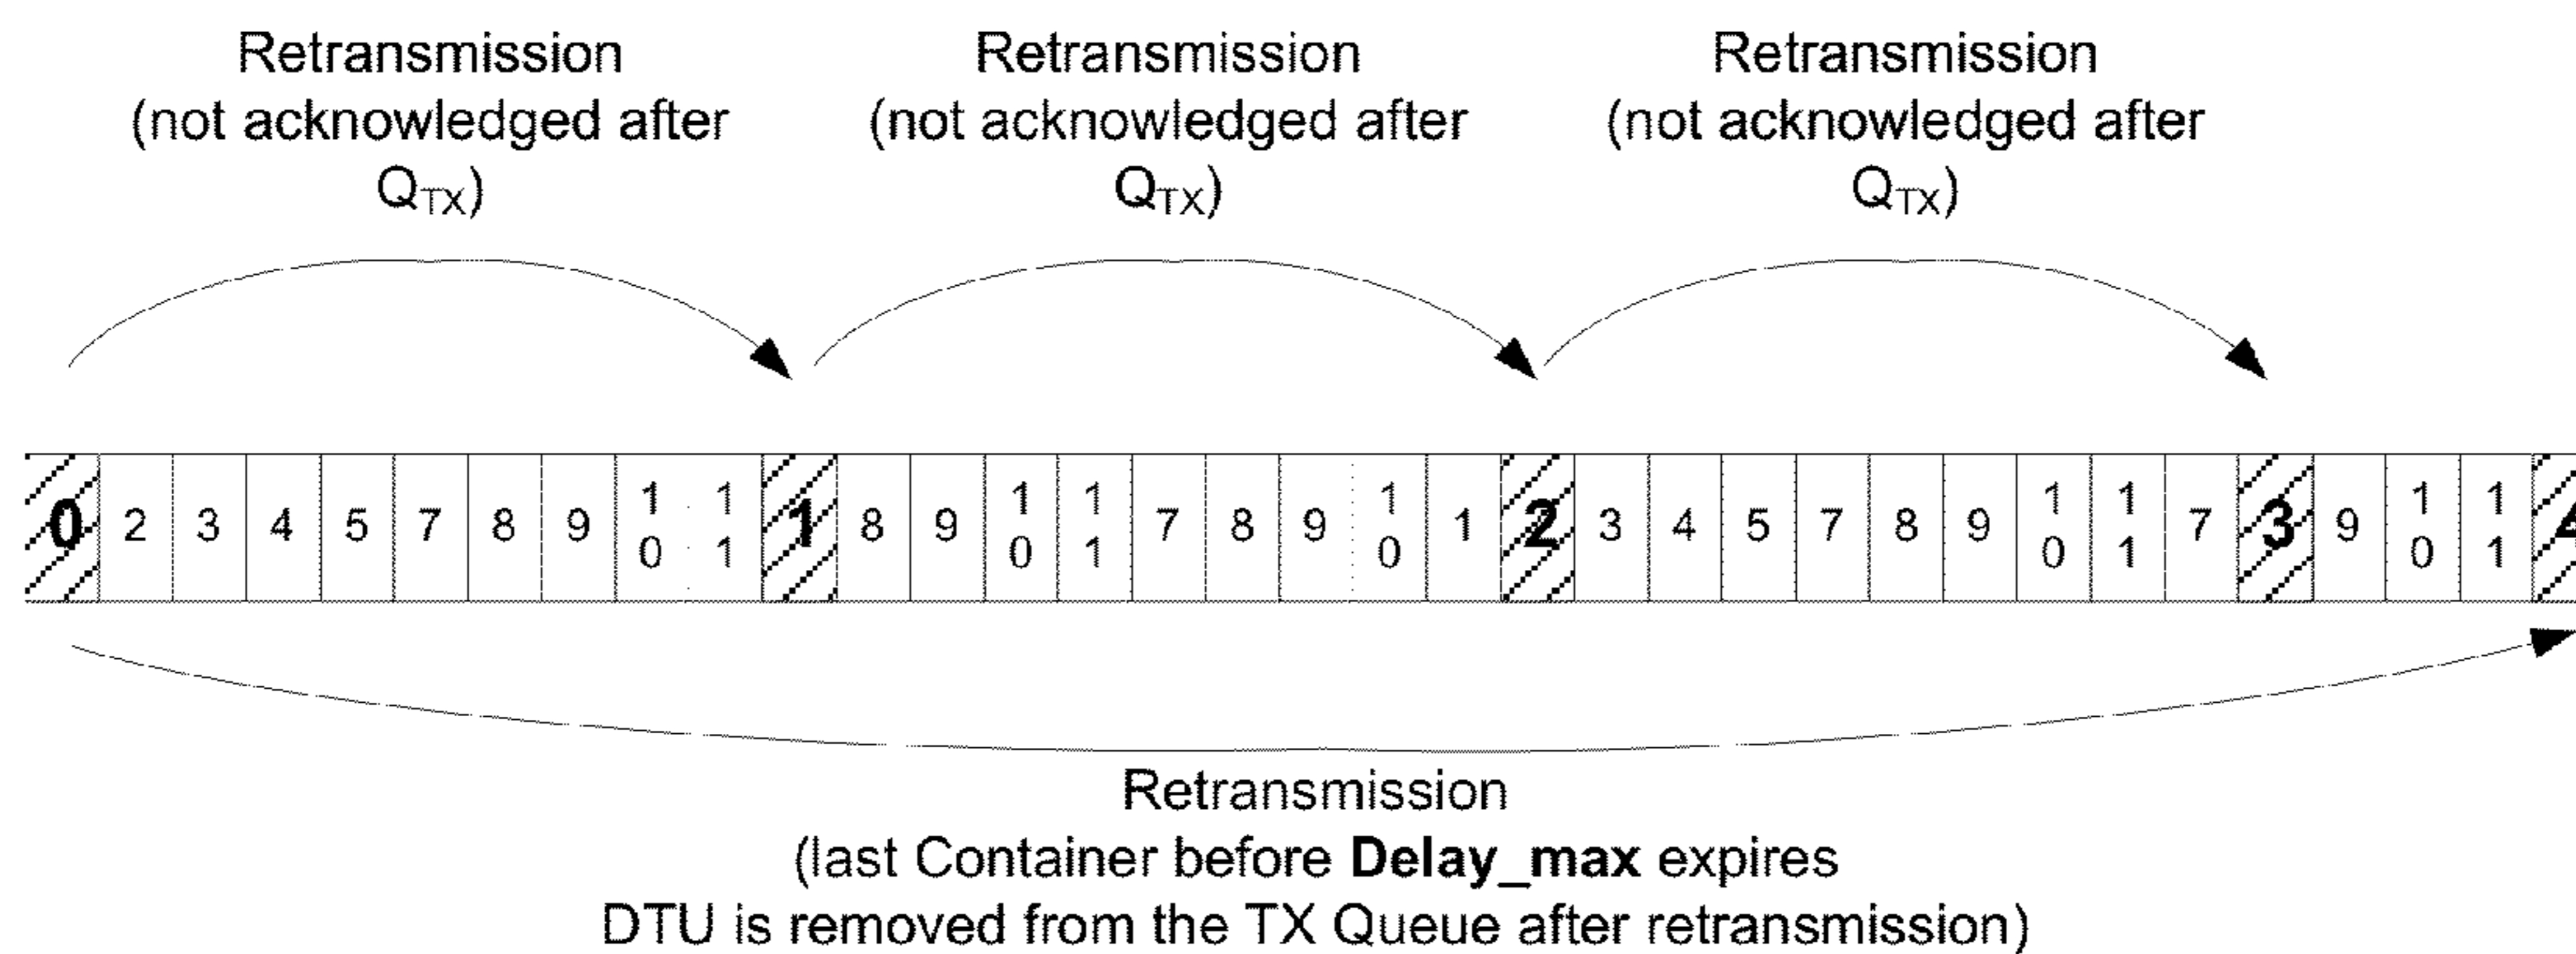 Retransmission
(not acknowledged after
QTX)
Retransmission
(not acknowledged after
QTX)
Retransmission
(not acknowledged after
QTX)
0 2 3 4 5 7 8 9 10 11 1 8 9 10 11 7 8 9 10 1 2 3 4 5 7 8 9 10 11 7 3 9 10 11
Retransmission
(last Container before Delay_max expires
DTU is removed from the TX Queue after retransmission)